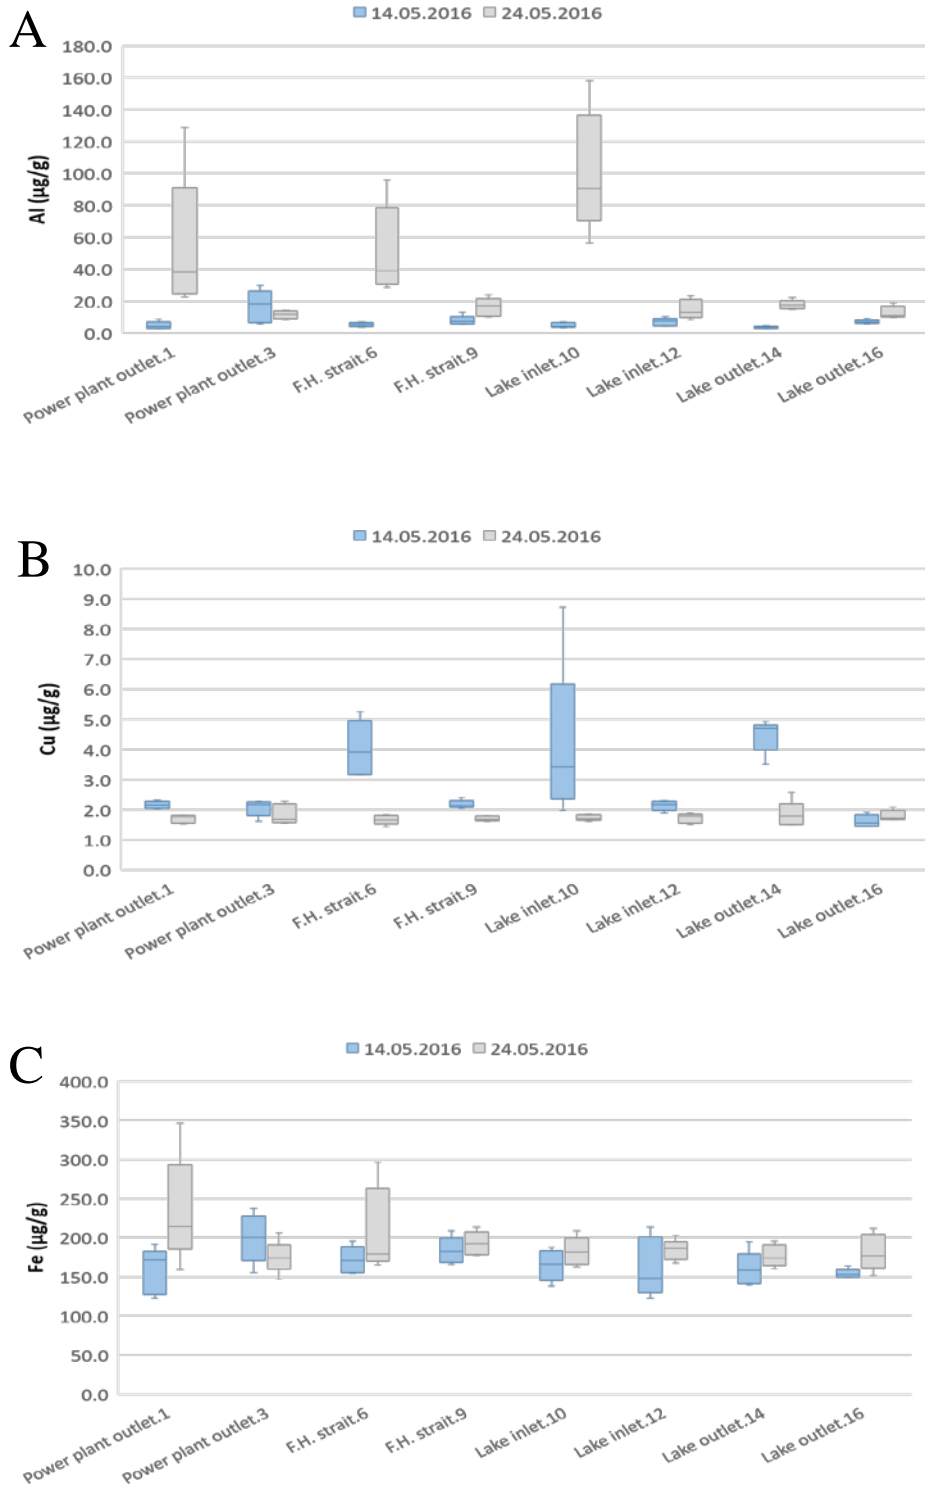 A
14.05.2016 24.05.2016
180.0
160.0
140.0
120.0
100.0
80.0
60.0
40.0
20.0
0.0
Al (µg/g)
Power plant outlet.1
Power plant outlet.3
F.H. strait.6
F.H. strait.9
Lake inlet.10
Lake inlet.12
Lake outlet.14
Lake outlet.16
B
14.05.2016 24.05.2016
10.0
9.0
8.0
7.0
6.0
5.0
4.0
3.0
2.0
1.0
0.0
Cu (µg/g)
Power plant outlet.1
Power plant outlet.3
F.H. strait.6
F.H. strait.9
Lake inlet.10
Lake inlet.12
Lake outlet.14
Lake outlet.16
C
14.05.2016 24.05.2016
400.0
350.0
300.0
250.0
200.0
150.0
100.0
50.0
0.0
Fe (µg/g)
Power plant outlet.1
Power plant outlet.3
F.H. strait.6
F.H. strait.9
Lake inlet.10
Lake inlet.12
Lake outlet.14
Lake outlet.16